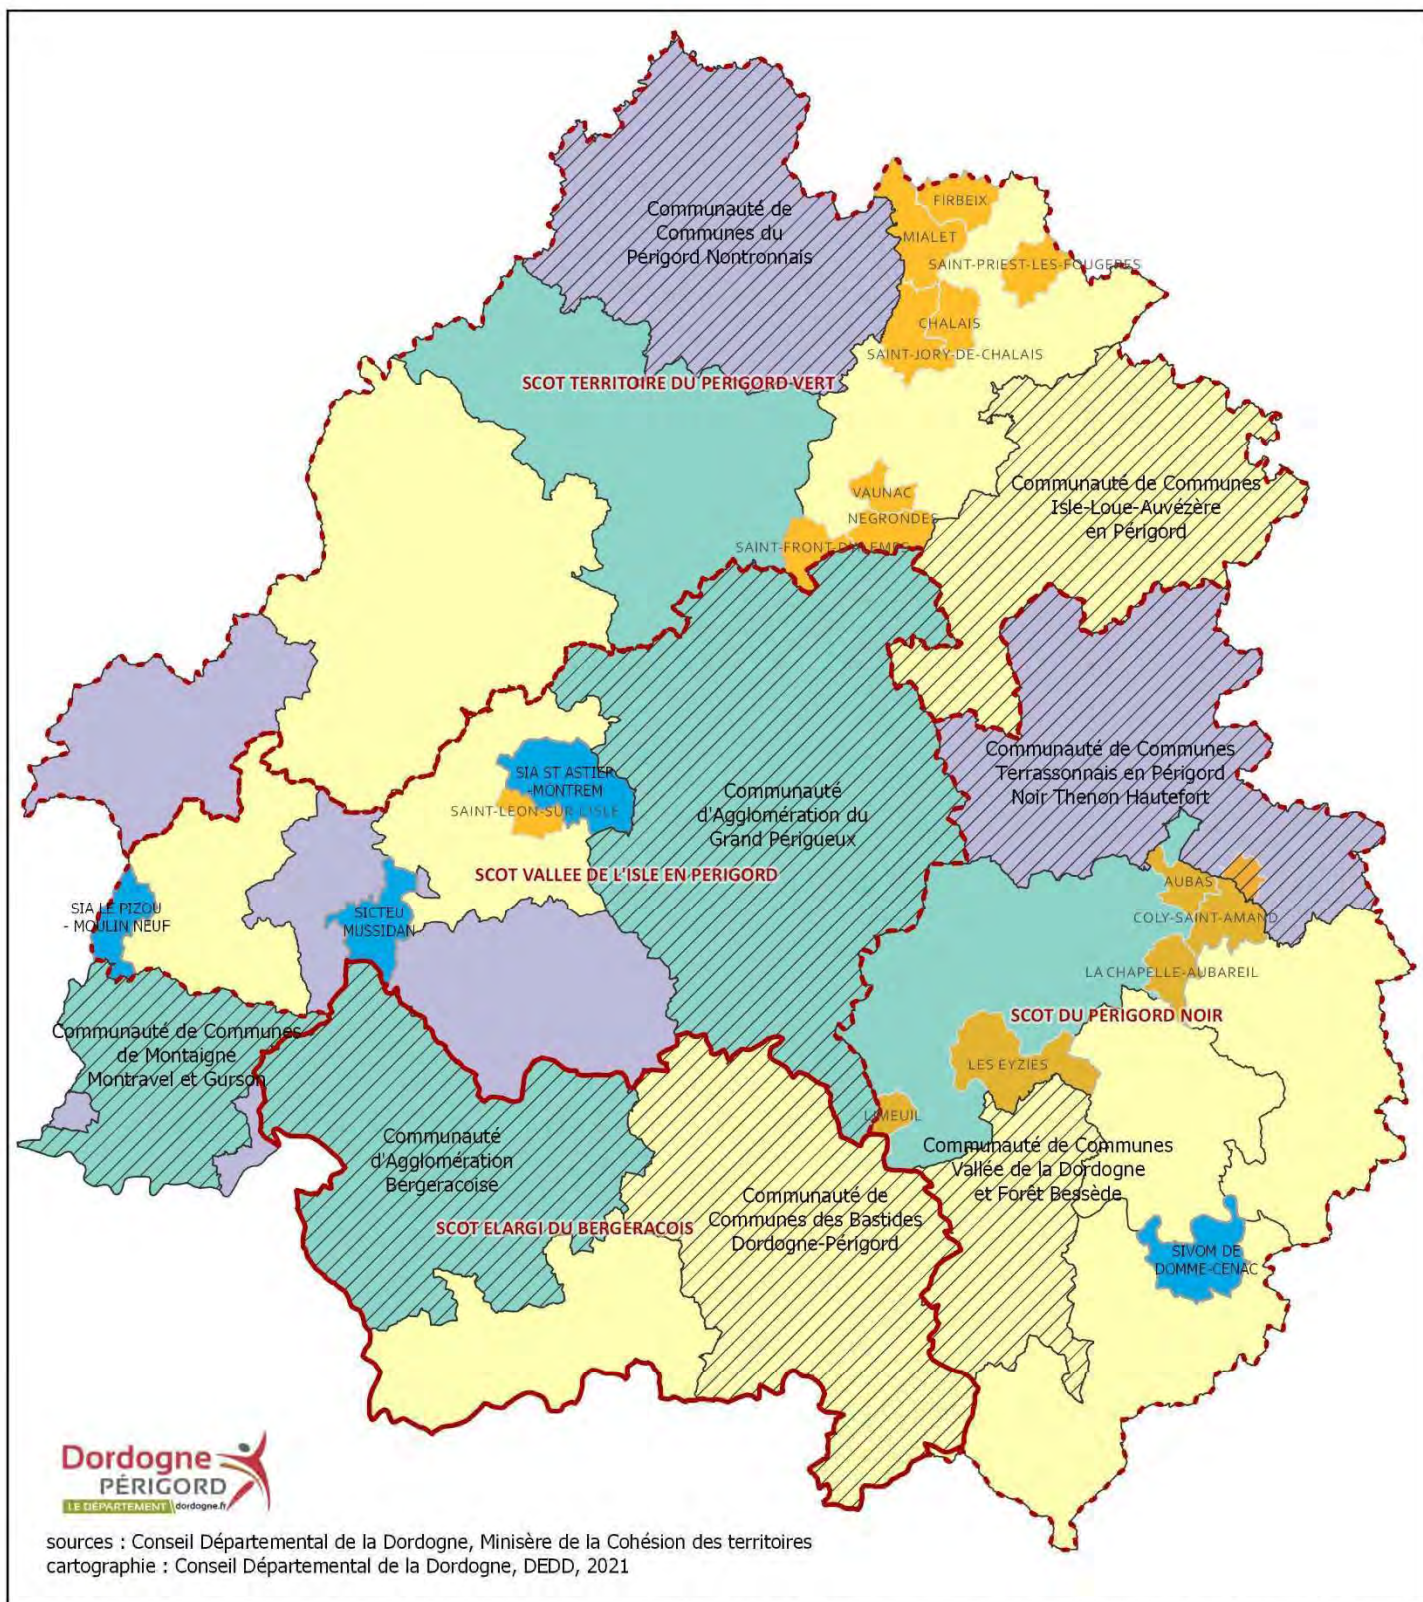 FIRBEIX
Communauté de
Communes du
Périgord Nontronnais
MIALET
SAINT-PRIEST-LES-FOUGERES
CHALAIS
SAINT-JORY-DE-CHALAIS
SCOT TERRITOIRE DU PERIGORD VERT
Communauté de Communes
Isle-Loue-Auvézère
en Périgord
VAUNAC
NEGRONDES
Communauté de Communes
Terrassonnais en Périgord
Noir Thenon Hautefort
SIA ST ASTIER
-MONTREM
SAINT-LEON-SUR-L'ISLE
Communauté
d'Agglomération du
Grand Périgueux
SCOT VALLEE DE L'ISLE EN PERIGORD
AUBAS
COLY-SAINT-AMAND
SIA LE PIZOU
- MOULIN NEUF
SICTEU
MUSSIDAN
LA CHAPELLE-AUBAREIL
SCOT DU PÉRIGORD NOIR
Communauté de Communes
de Montaigne
Montravel et Gurson
LES EYZIES
LIMEUIL
Communauté
d'Agglomération
Bergeracoise
Communauté de Communes
Vallée de la Dordogne
et Forêt Bessède
Communauté de
Communes des Bastides
Dordogne-Périgord
SCOT ELARGI DU BERGERACOIS
SIVOM DE
DOMME-CENAC
Dordogne
PÉRIGORD
LE DÉPARTEMENT dordogne.fr
sources : Conseil Départemental de la Dordogne, Minisère de la Cohésion des territoires
cartographie : Conseil Départemental de la Dordogne, DEDD, 2021